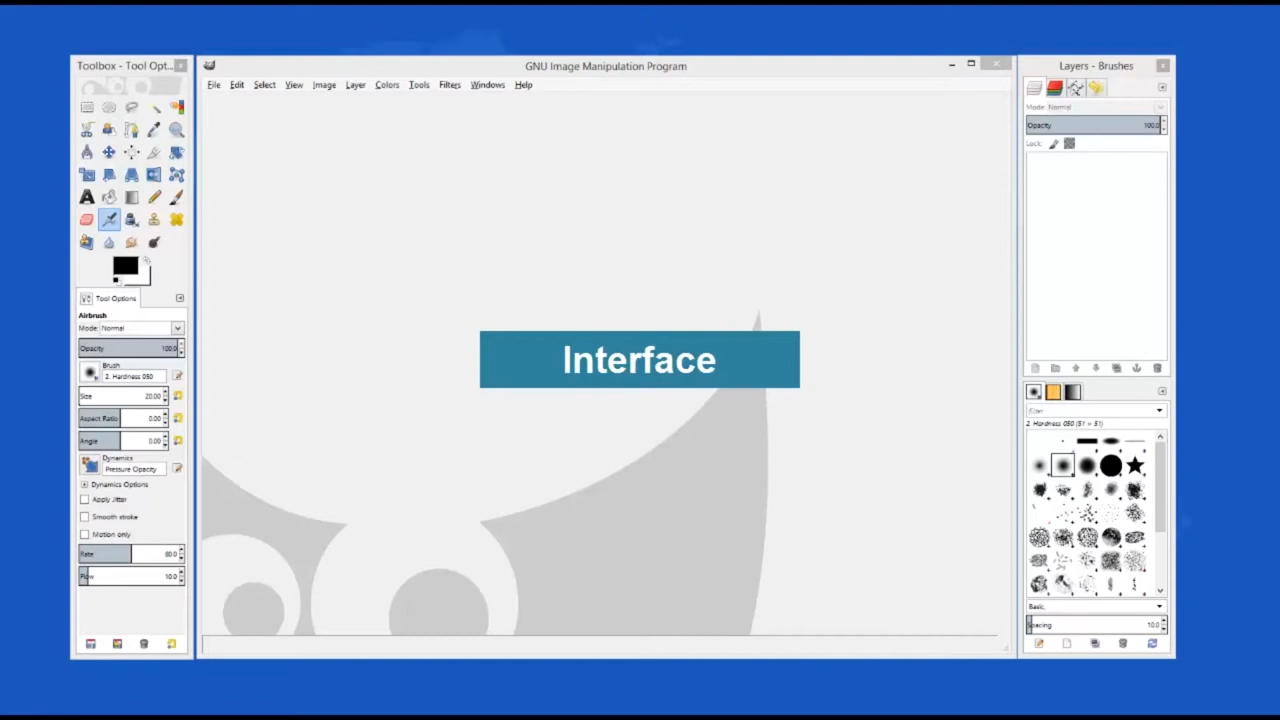 Toolbox - Tool Opt...
GNU Image Manipulation Program
Layers - Brushes
File Edit Select View Image Layer Colors Tools Filters Windows Help
Mode: Normal
Opacity 100.0
Lock:
Tool Options
Airbrush
Mode: Normal
Opacity 100.0
Brush
2. Hardness 050
Size 20.00
Aspect Ratio 0.00
Angle 0.00
Dynamics
Pressure Opacity
Dynamics Options
Apply Jitter
Smooth stroke
Motion only
Rate 80.0
Flow 10.0
Interface
filter
2. Hardness 050 (51 × 51)
Basic,
Spacing 10.0